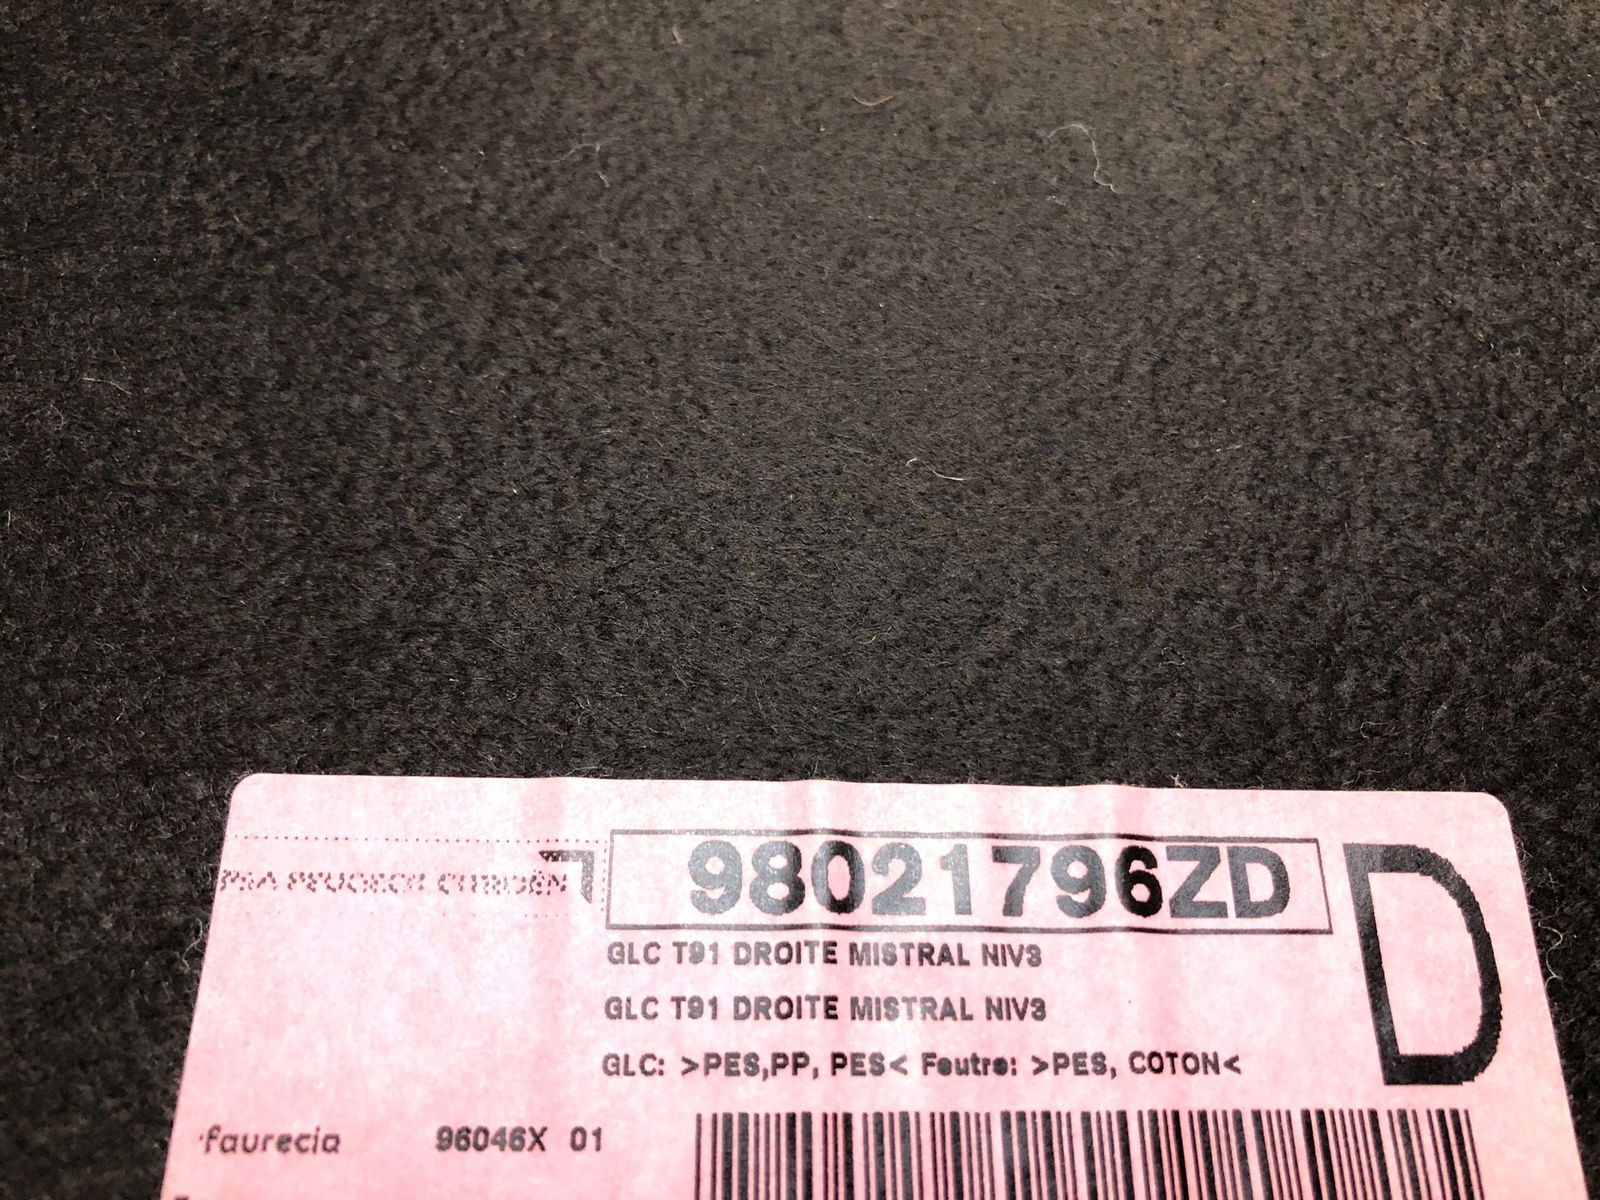 PSA PEUGEOT CITROËN
98021796ZD
D
GLC T91 DROITE MISTRAL NIV3
GLC T91 DROITE MISTRAL NIV3
GLC: >PES,PP, PES< Feutre: >PES, COTON<
faurecia 96046X 01